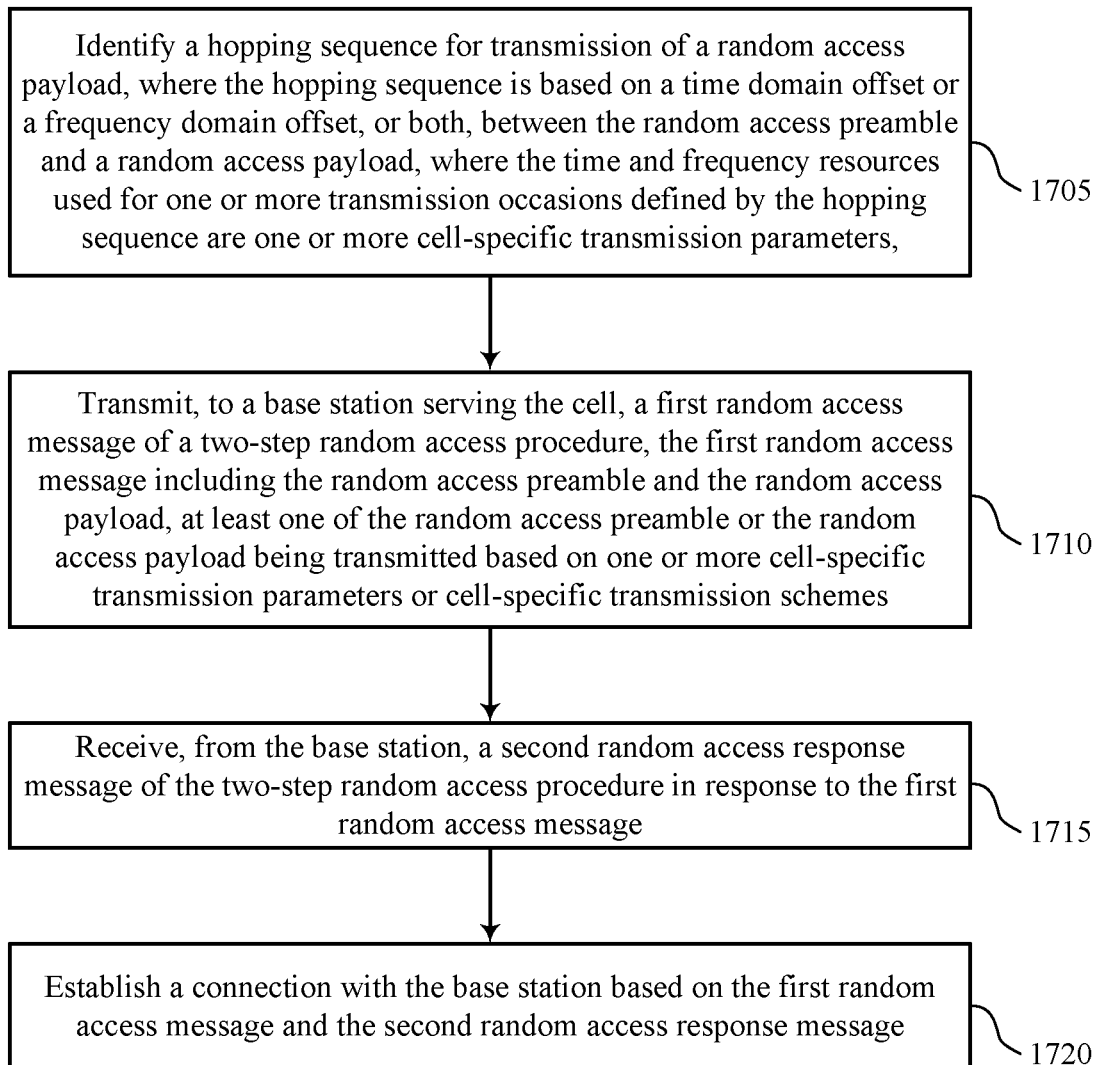 Identify a hopping sequence for transmission of a random access
payload, where the hopping sequence is based on a time domain offset or
a frequency domain offset, or both, between the random access preamble
and a random access payload, where the time and frequency resources
used for one or more transmission occasions defined by the hopping
sequence are one or more cell-specific transmission parameters,
1705
Transmit, to a base station serving the cell, a first random access
message of a two-step random access procedure, the first random access
message including the random access preamble and the random access
payload, at least one of the random access preamble or the random
access payload being transmitted based on one or more cell-specific
transmission parameters or cell-specific transmission schemes
1710
Receive, from the base station, a second random access response
message of the two-step random access procedure in response to the first
random access message
1715
Establish a connection with the base station based on the first random
access message and the second random access response message
1720